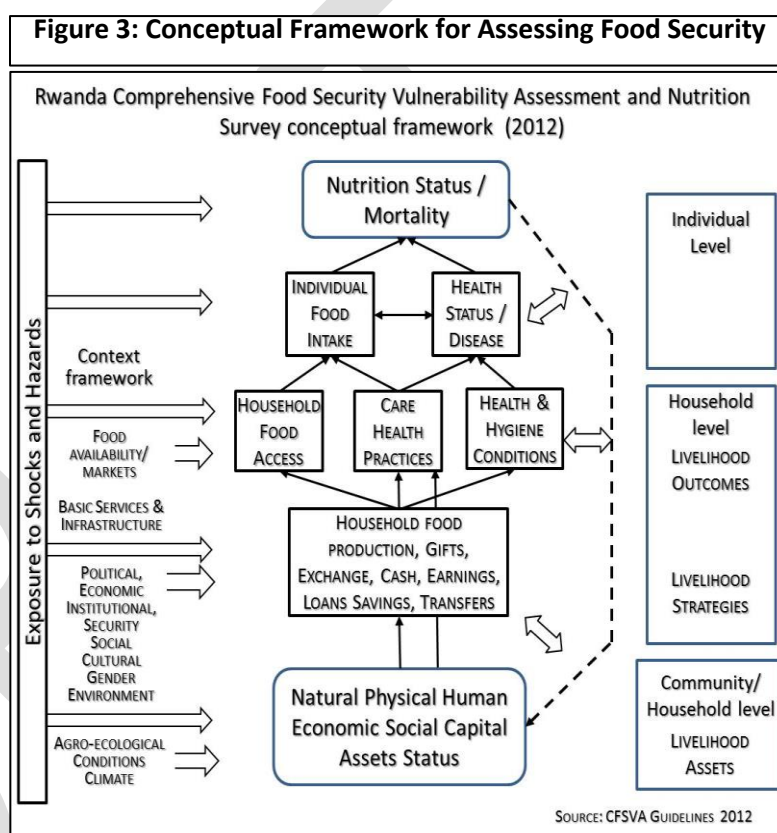 Figure 3: Conceptual Framework for Assessing Food Security
Rwanda Comprehensive Food Security Vulnerability Assessment and Nutrition
Survey conceptual framework (2012)
Exposure to Shocks and Hazards
Nutrition Status /
Mortality
Individual
Level
INDIVIDUAL
FOOD
INTAKE
HEALTH
STATUS /
DISEASE
Context
framework
HOUSEHOLD
FOOD
ACCESS
CARE
HEALTH
PRACTICES
HEALTH &
HYGIENE
CONDITIONS
Household
level
LIVELIHOOD
OUTCOMES
LIVELIHOOD
STRATEGIES
FOOD
AVAILABILITY/
MARKETS
BASIC SERVICES &
INFRASTRUCTURE
HOUSEHOLD FOOD
PRODUCTION, GIFTS,
EXCHANGE, CASH, EARNINGS,
LOANS SAVINGS, TRANSFERS
POLITICAL,
ECONOMIC
INSTITUTIONAL,
SECURITY
SOCIAL
CULTURAL
GENDER
ENVIRONMENT
Natural Physical Human
Economic Social Capital
Assets Status
Community/
Household level
LIVELIHOOD
ASSETS
AGRO-ECOLOGICAL
CONDITIONS
CLIMATE
SOURCE: CFSVA GUIDELINES 2012